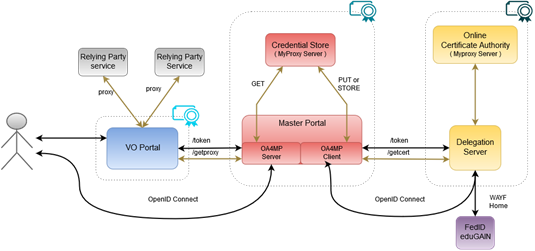 Relying Party
service
Relying Party
Service
proxy
proxy
VO Portal
/token
/getproxy
OpenID Connect
Credential Store
( MyProxy Server )
GET
PUT or
STORE
Master Portal
OA4MP
Server
OA4MP
Client
/token
/getcert
OpenID Connect
Online
Certificate Authority
( Myproxy Server )
Delegation
Server
WAYF
Home
FedID
eduGAIN